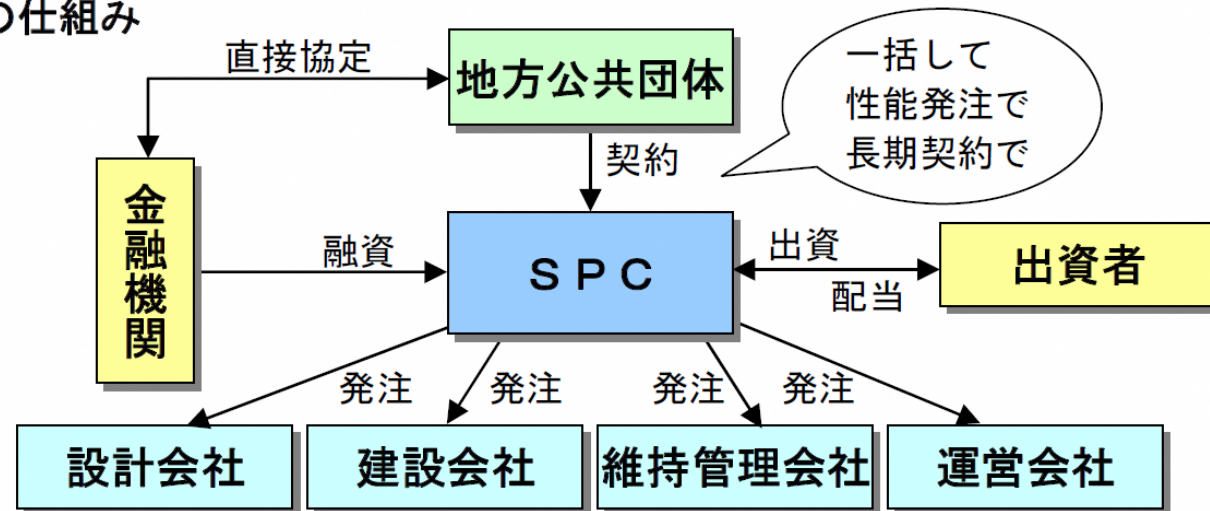 の仕組み
直接協定
地方公共団体
一括して
性能発注で
長期契約で
契約
金融機関
融資
ＳＰＣ
出資
配当
出資者
発注
発注
発注
発注
設計会社
建設会社
維持管理会社
運営会社